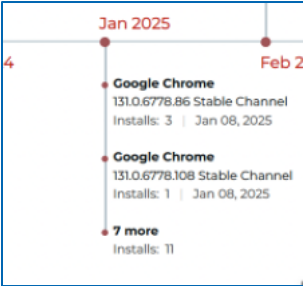 Jan 2025
4
Feb 2
Google Chrome
131.0.6778.86 Stable Channel
Installs: 3 | Jan 08, 2025
Google Chrome
131.0.6778.108 Stable Channel
Installs: 1 | Jan 08, 2025
7 more
Installs: 11